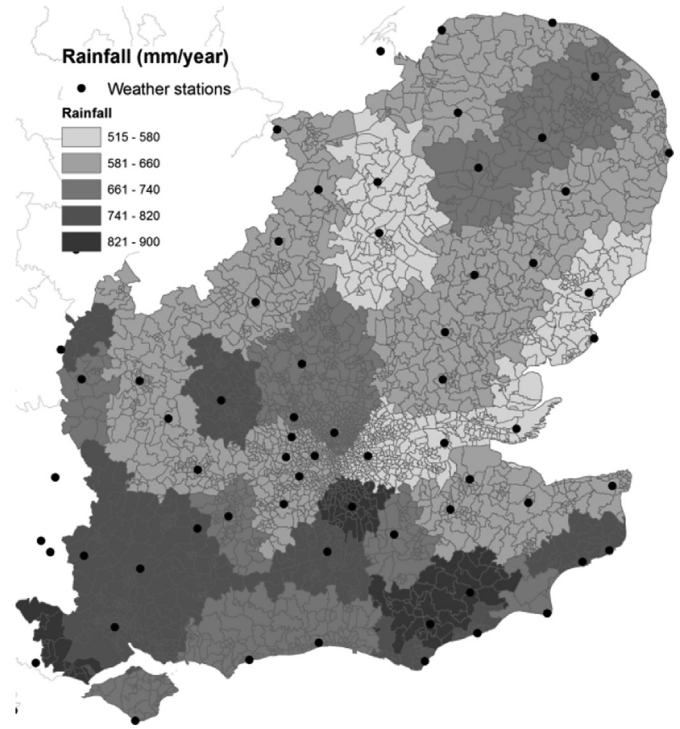 Rainfall (mm/year)
Weather stations
Rainfall
515 - 580
581 - 660
661 - 740
741 - 820
821 - 900